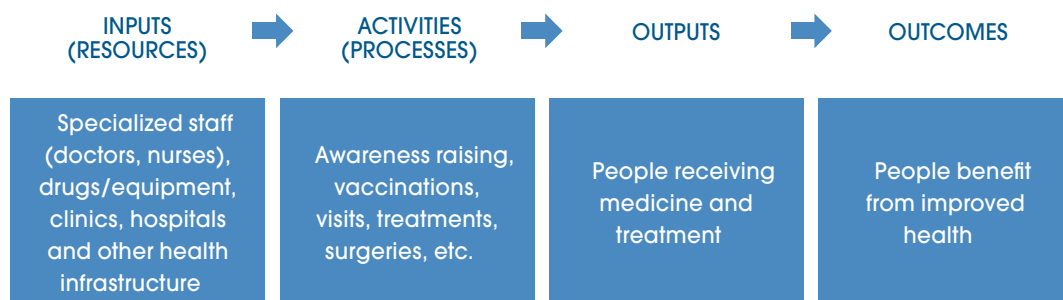 INPUTS
(RESOURCES)
ACTIVITIES
(PROCESSES)
OUTPUTS
OUTCOMES
Specialized staff
(doctors, nurses),
drugs/equipment,
clinics, hospitals
and other health
infrastructure
Awareness raising,
vaccinations,
visits, treatments,
surgeries, etc.
People receiving
medicine and
treatment
People benefit
from improved
health